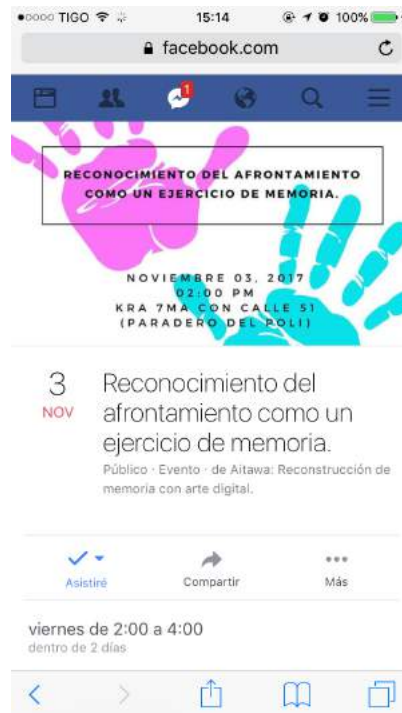 TIGO 15:14 100%
facebook.com
1
RECONOCIMIENTO DEL AFRONTAMIENTO
COMO UN EJERCICIO DE MEMORIA.
NOVIEMBRE 03, 2017
02:00 PM
KRA 7MA CON CALLE 51
(PARADERO DEL POLI)
3
NOV
Reconocimiento del
afrontamiento como un
ejercicio de memoria.
Público · Evento · de Aitawa: Reconstrucción de
memoria con arte digital.
Asistiré Compartir Más
viernes de 2:00 a 4:00
dentro de 2 días